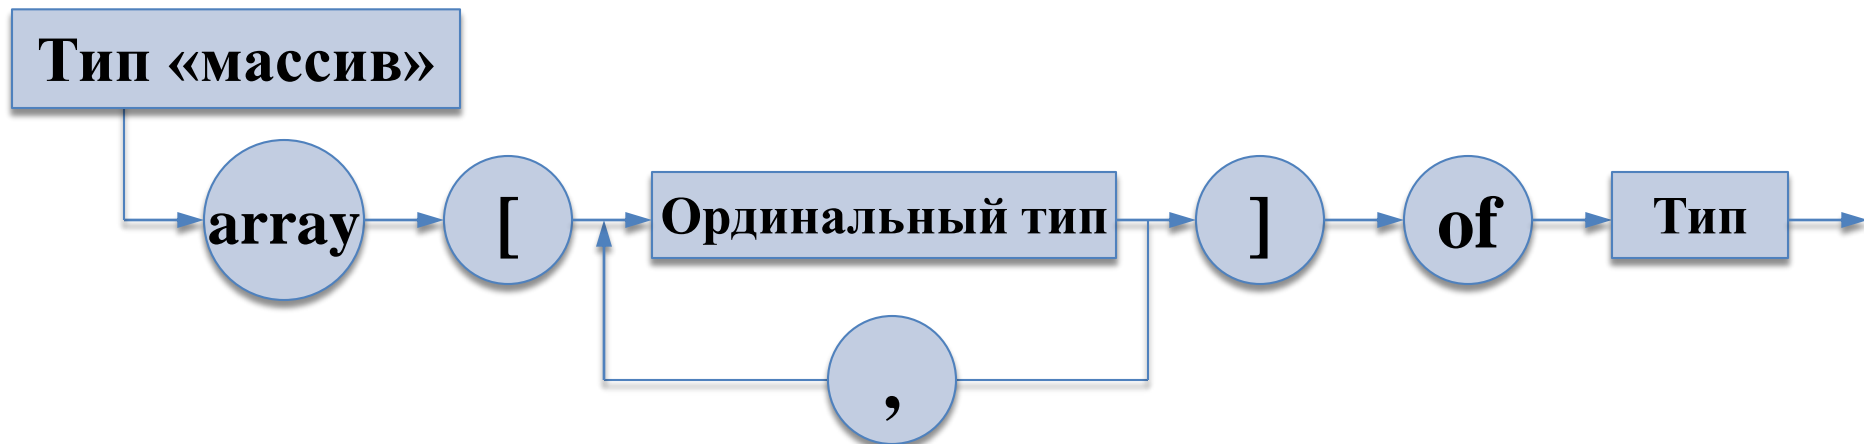 Тип «массив»
array [ Ординальный тип ] of Тип
,